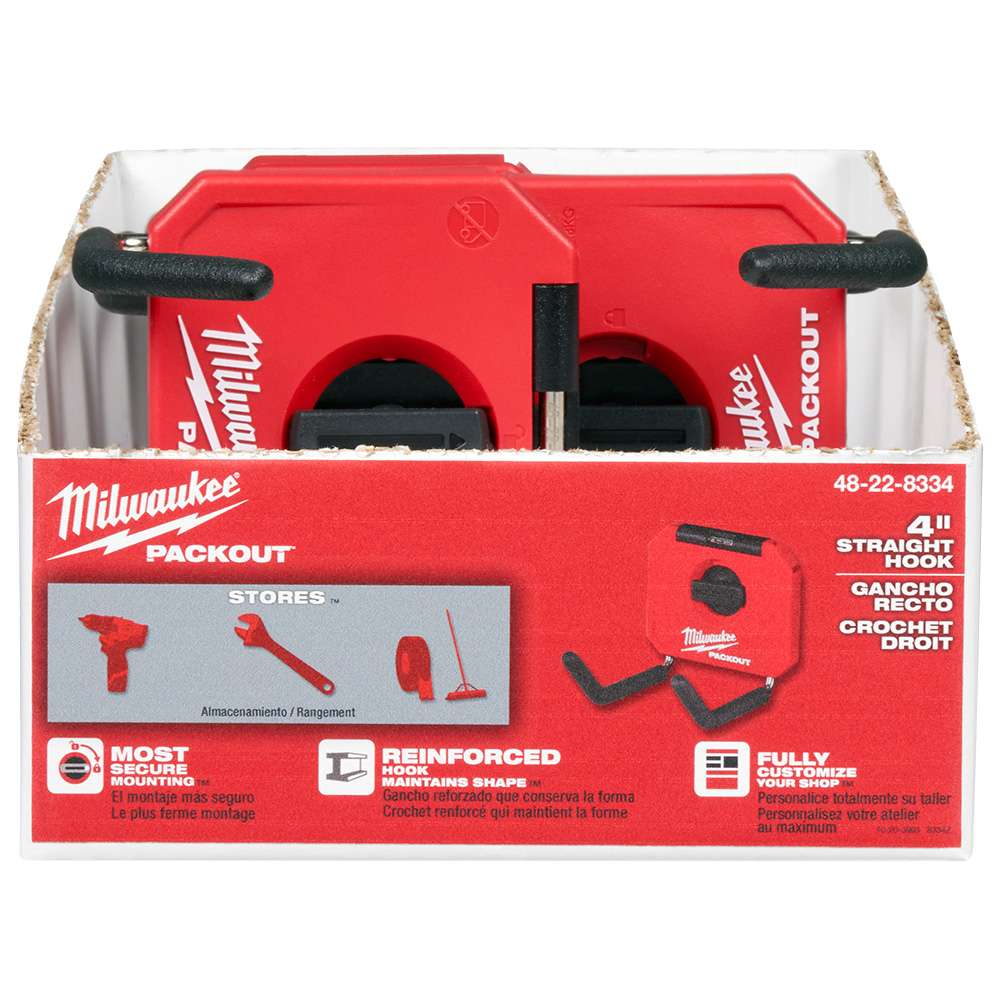 Milwaukee
PACKOUT
Milwaukee
PACKOUT
Milwaukee
PACKOUT
48-22-8334
4"
STRAIGHT
HOOK
GANCHO
RECTO
CROCHET
DROIT
STORES™
Almacenamiento / Rangement
Milwaukee
PACKOUT
MOST
SECURE
MOUNTING™
El montaje más seguro
Le plus ferme montage
REINFORCED
HOOK
MAINTAINS SHAPE™
Gancho reforzado que conserva la forma
Crochet renforcé qui maintient la forme
FULLY
CUSTOMIZE
YOUR SHOP™
Personalice totalmente su taller
Personnalisez votre atelier
au maximum